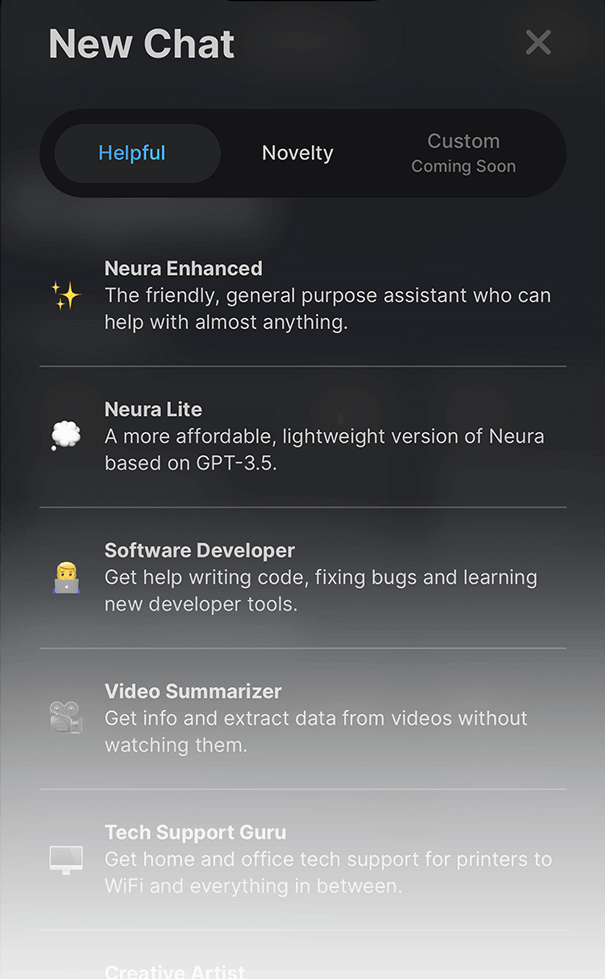 New Chat
Helpful
Novelty
Custom
Coming Soon
Neura Enhanced
The friendly, general purpose assistant who can
help with almost anything.
Neura Lite
A more affordable, lightweight version of Neura
based on GPT-3.5.
Software Developer
Get help writing code, fixing bugs and learning
new developer tools.
Video Summarizer
Get info and extract data from videos without
watching them.
Tech Support Guru
Get home and office tech support for printers to
WiFi and everything in between.
Creative Artist